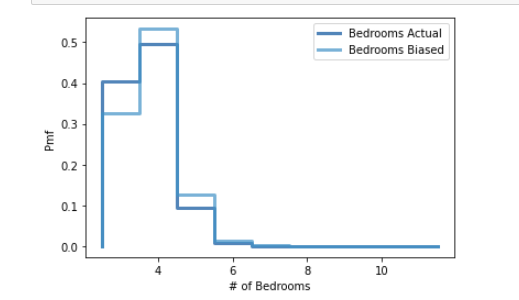 Bedrooms Actual
Bedrooms Biased
0.5
0.4
0.3
0.2
0.1
0.0
Pmf
4 6 8 10
# of Bedrooms